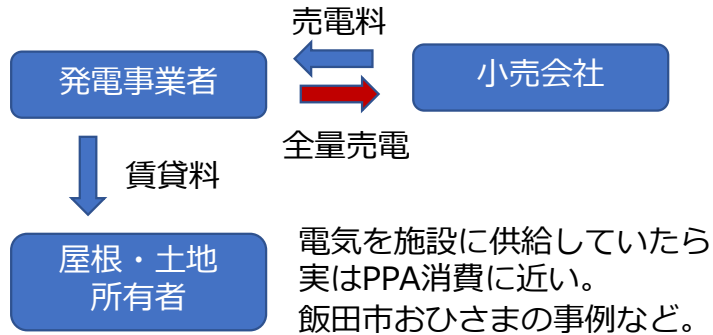 売電料
発電事業者
小売会社
全量売電
賃貸料
屋根・土地
所有者
電気を施設に供給していたら
実はPPA消費に近い。
飯田市おひさまの事例など。